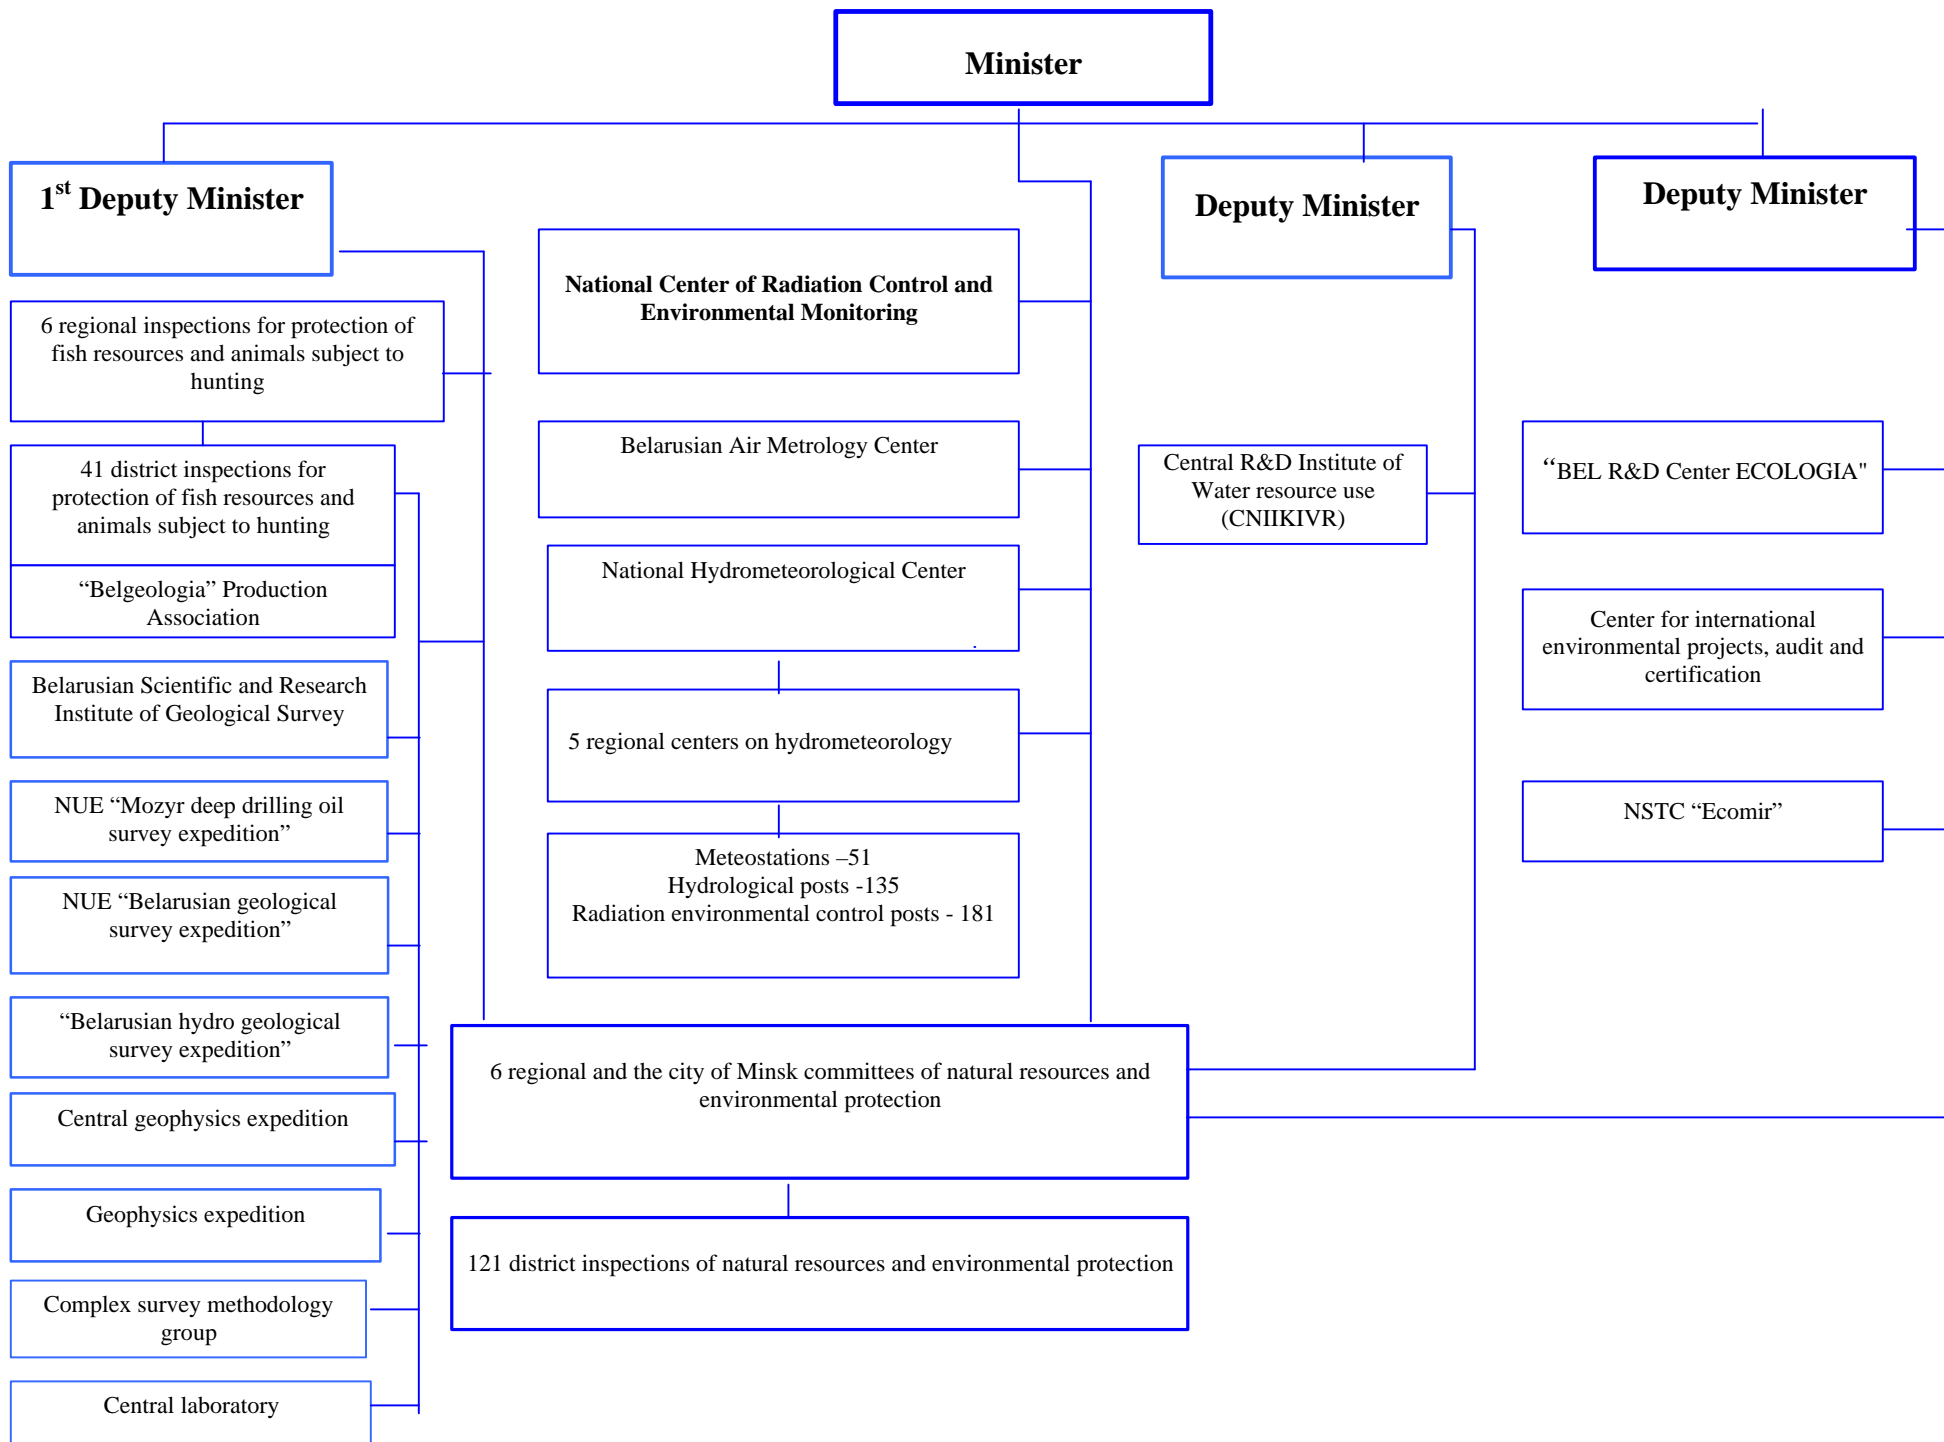 Minister
1st Deputy Minister
Deputy Minister
Deputy Minister
6 regional inspections for protection of
fish resources and animals subject to
hunting
41 district inspections for
protection of fish resources and
animals subject to hunting
“Belgeologia” Production
Association
Belarusian Scientific and Research
Institute of Geological Survey
NUE “Mozyr deep drilling oil
survey expedition”
NUE “Belarusian geological
survey expedition”
“Belarusian hydro geological
survey expedition”
Central geophysics expedition
Geophysics expedition
Complex survey methodology
group
Central laboratory
National Center of Radiation Control and
Environmental Monitoring
Belarusian Air Metrology Center
National Hydrometeorological Center
.
5 regional centers on hydrometeorology
Meteostations –51
Hydrological posts -135
Radiation environmental control posts - 181
6 regional and the city of Minsk committees of natural resources and
environmental protection
121 district inspections of natural resources and environmental protection
Central R&D Institute of
Water resource use
(CNIIKIVR)
“BEL R&D Center ECOLOGIA"
Center for international
environmental projects, audit and
certification
NSTC “Ecomir”